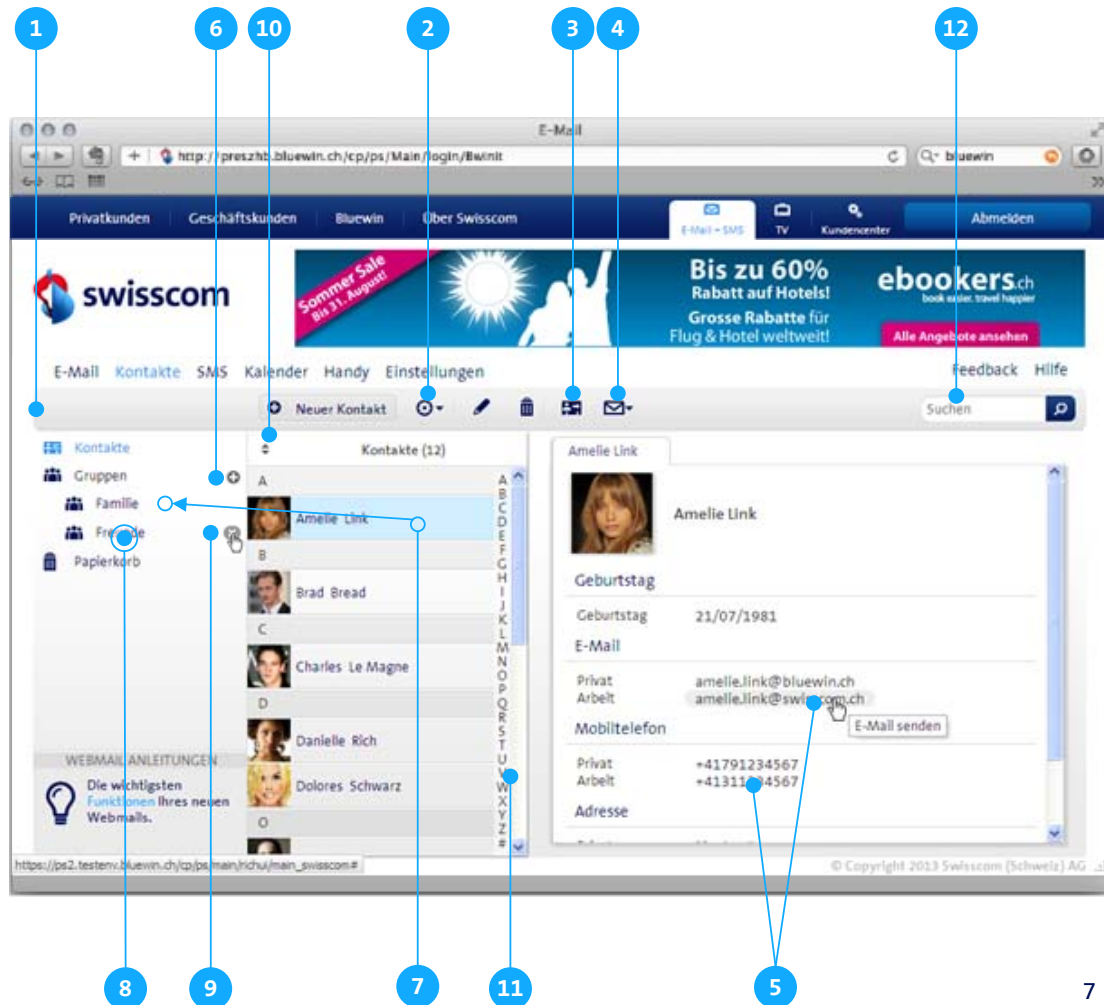 1 6 10 2 3 4 12
E-Mail
http://preszhb.bluewin.ch/cp/ps/Main/login/Bwinit
bluewin
Privatkunden Geschäftskunden Bluewin Über Swisscom E-Mail + SMS TV Kundencenter Abmelden
swisscom
Sommer Sale
Bis 31. August!
Bis zu 60%
Rabatt auf Hotels!
Grosse Rabatte für
Flug & Hotel weltweit!
ebookers.ch
book easier. travel happier
Alle Angebote ansehen
E-Mail Kontakte SMS Kalender Handy Einstellungen Feedback Hilfe
Neuer Kontakt Suchen
Kontakte
Gruppen
Familie
Freunde
Papierkorb
WEBMAIL ANLEITUNGEN
Die wichtigsten
Funktionen Ihres neuen
Webmails.
Kontakte (12)
A
Amelie Link
B
Brad Bread
C
Charles Le Magne
D
Danielle Rich
Dolores Schwarz
O
A
B
C
D
E
F
G
H
I
J
K
L
M
N
O
P
Q
R
S
T
U
V
W
X
Y
Z
#
Amelie Link
Amelie Link
Geburtstag
Geburtstag 21/07/1981
E-Mail
Privat amelie.link@bluewin.ch
Arbeit amelie.link@swisscom.ch
E-Mail senden
Mobiltelefon
Privat +41791234567
Arbeit +41311234567
Adresse
https://ps2.testenv.bluewin.ch/cp/ps/main/richui/main_swisscom#
© Copyright 2013 Swisscom (Schweiz) AG
8 9 7 11 5
7